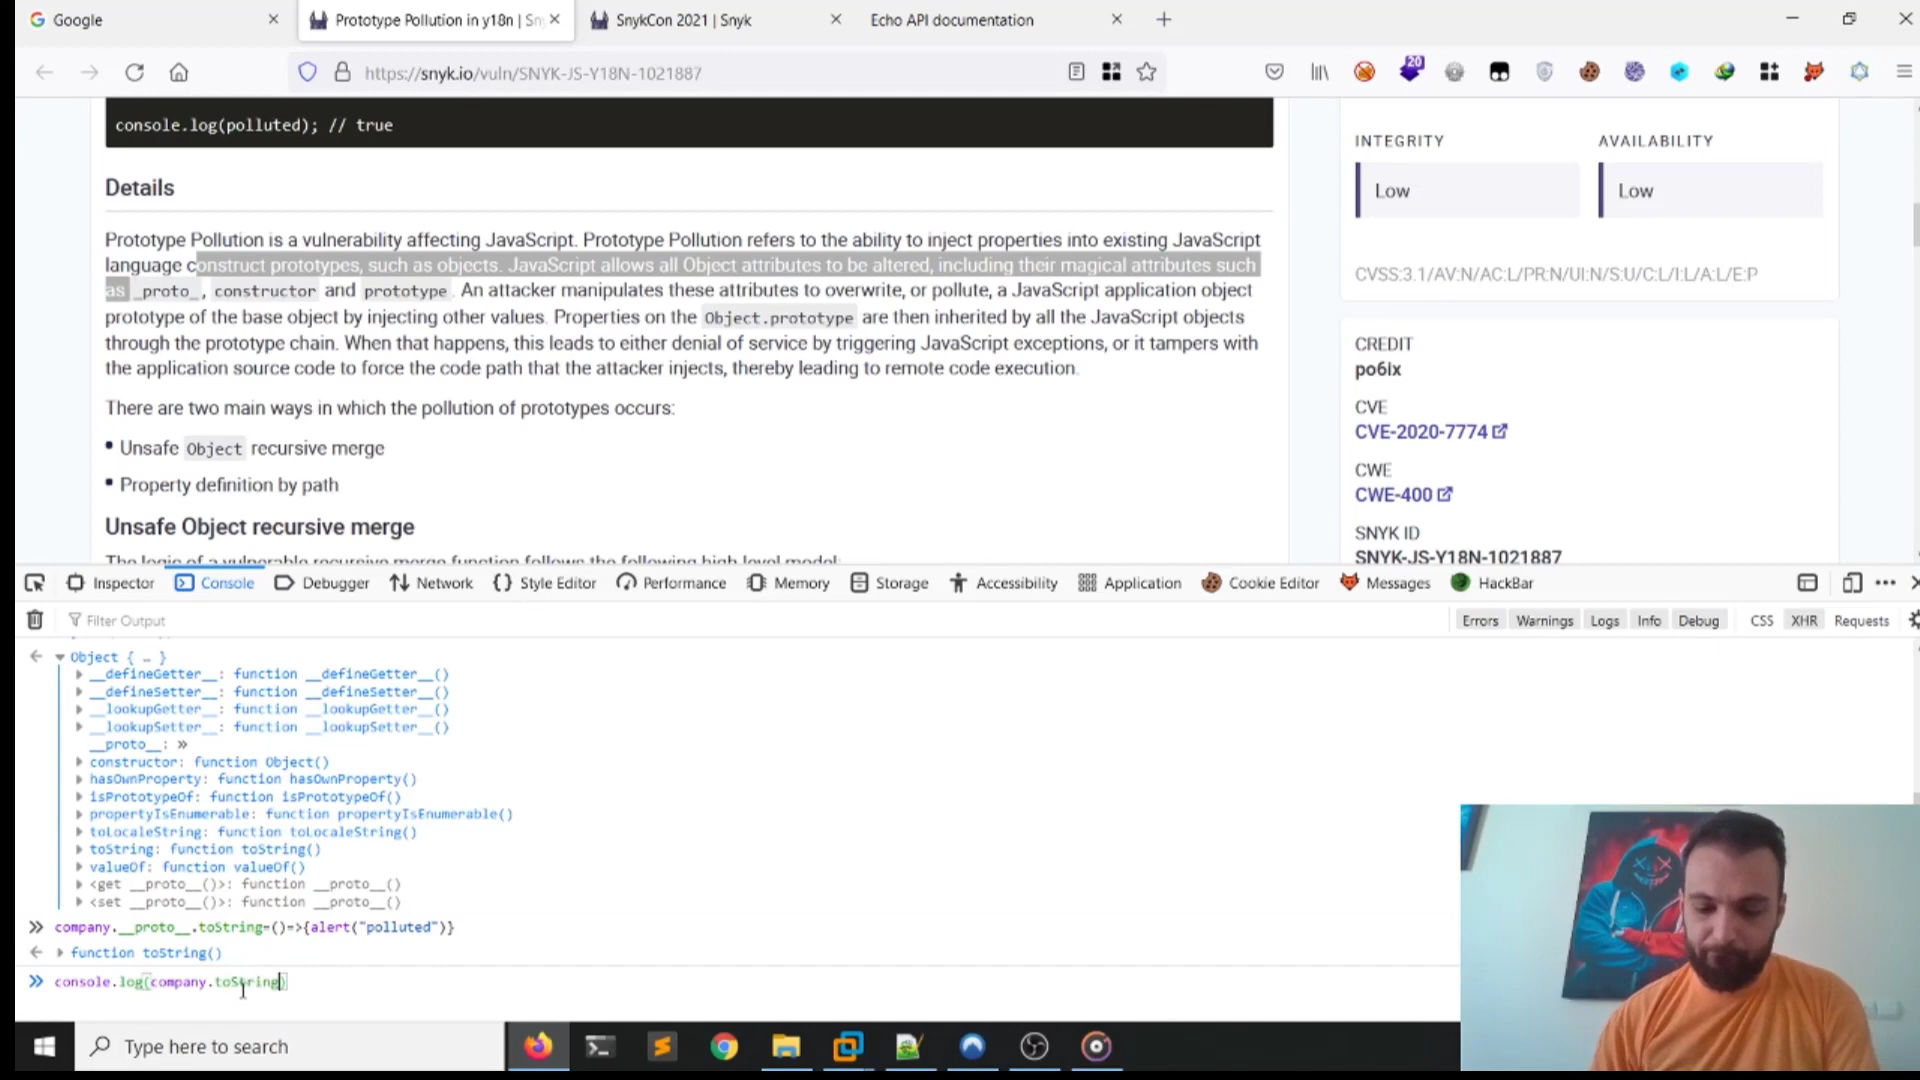 Google
Prototype Pollution in y18n | Sn
SnykCon 2021 | Snyk
Echo API documentation
https://snyk.io/vuln/SNYK-JS-Y18N-1021887
20
console.log(polluted); // true
Details
Prototype Pollution is a vulnerability affecting JavaScript. Prototype Pollution refers to the ability to inject properties into existing JavaScript
language construct prototypes, such as objects. JavaScript allows all Object attributes to be altered, including their magical attributes such
as _proto_, constructor and prototype. An attacker manipulates these attributes to overwrite, or pollute, a JavaScript application object
prototype of the base object by injecting other values. Properties on the Object.prototype are then inherited by all the JavaScript objects
through the prototype chain. When that happens, this leads to either denial of service by triggering JavaScript exceptions, or it tampers with
the application source code to force the code path that the attacker injects, thereby leading to remote code execution.
There are two main ways in which the pollution of prototypes occurs:
• Unsafe Object recursive merge
• Property definition by path
Unsafe Object recursive merge
The logic of a vulnerable recursive merge function follows the following high level model:
INTEGRITY
Low
AVAILABILITY
Low
CVSS:3.1/AV:N/AC:L/PR:N/UI:N/S:U/C:L/I:L/A:L/E:P
CREDIT
po6ix
CVE
CVE-2020-7774
CWE
CWE-400
SNYK ID
SNYK-JS-Y18N-1021887
Inspector Console Debugger Network {} Style Editor Performance Memory Storage Accessibility Application Cookie Editor Messages HackBar
Filter Output
Errors Warnings Logs Info Debug CSS XHR Requests
Object { … }
__defineGetter__: function __defineGetter__()
__defineSetter__: function __defineSetter__()
__lookupGetter__: function __lookupGetter__()
__lookupSetter__: function __lookupSetter__()
__proto__: »
constructor: function Object()
hasOwnProperty: function hasOwnProperty()
isPrototypeOf: function isPrototypeOf()
propertyIsEnumerable: function propertyIsEnumerable()
toLocaleString: function toLocaleString()
toString: function toString()
valueOf: function valueOf()
<get __proto__()>: function __proto__()
<set __proto__()>: function __proto__()
» company.__proto__.toString=()=>{alert("polluted")}
function toString()
» console.log(company.toString)
Type here to search